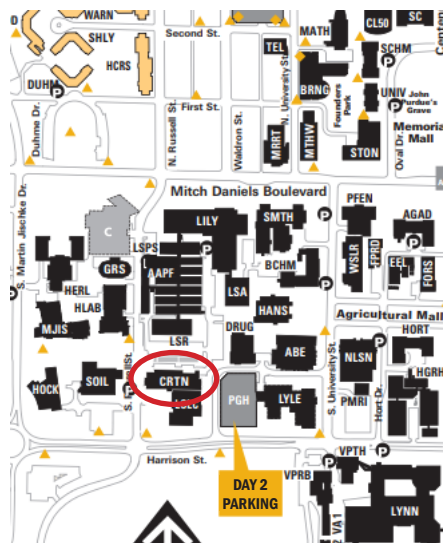 WARN
SHLY
HCRS
DUHM
Second St.
TEL
MATH
CL50
SC
SCHM
BRNG
UNIV
John
Purdue's
Grave
First St.
Duhme Dr.
N. Russell St.
Waldron St.
N. University St.
MRRT
MTHW
Founders
Park
STON
Oval Dr.
Memorial
Mall
Mitch Daniels Boulevard
S. Martin Jischke Dr.
C
LILY
SMTH
PFEN
AGAD
LSPS
GRS
AAPF
BCHM
WSLR
FPRD
EEL
FORS
HERL
LSA
HLAB
HANS
Agricultural Mall
MJIS
LSR
DRUG
ABE
HORT
NLSN
HGRH
HOCK
SOIL
CRTN
PGH
LYLE
S. University St.
PMRI
Hort Dr.
Harrison St.
DAY 2
PARKING
VPTH
VPRB
LYNN
VA1